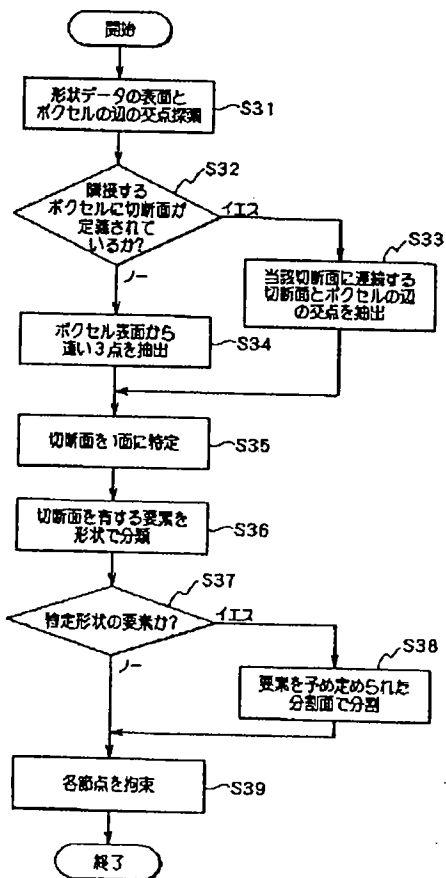 開始
形状データの表面と
ボクセルの辺の交点探索
S31
S32
隣接する
ボクセルに切断面が
定義されて
いるか?
イエス
ノー
S33
当該切断面に連続する
切断面とボクセルの辺
の交点を抽出
ボクセル表面から
遠い3点を抽出
S34
切断面を1面に特定
S35
切断面を有する要素を
形状で分類
S36
S37
特定形状の要素か?
イエス
ノー
S38
要素を予め定められた
分割面で分割
各節点を拘束
S39
終了